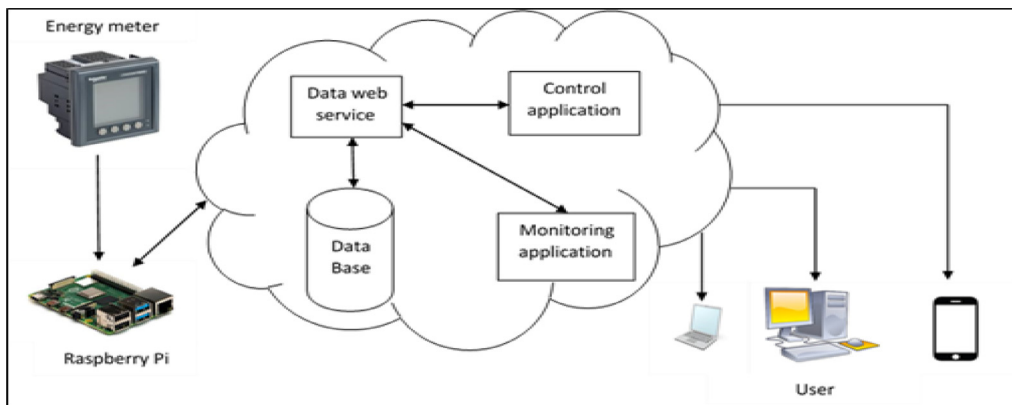 Energy meter
Data web
service
Control
application
Data
Base
Monitoring
application
Raspberry Pi
User